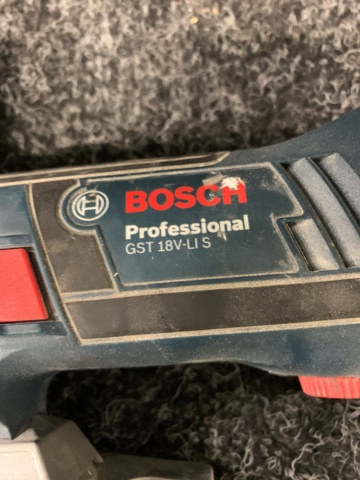 BOSCH
Professional
GST 18V-LI S